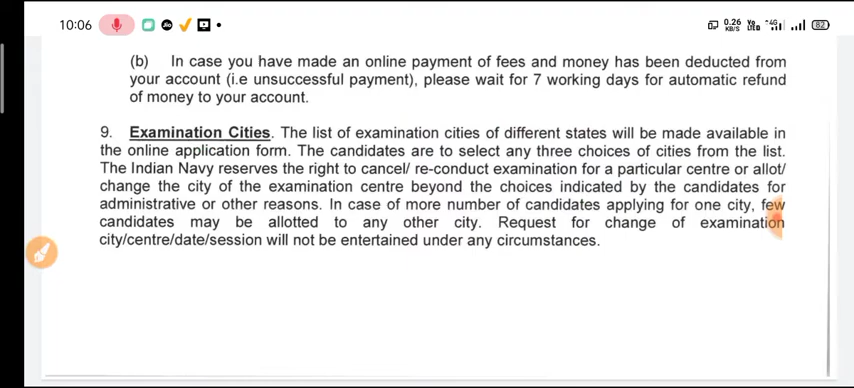 10:06
0.26
KB/S
Vo
LTE
4G
82
(b) In case you have made an online payment of fees and money has been deducted from
your account (i.e unsuccessful payment), please wait for 7 working days for automatic refund
of money to your account.
9. Examination Cities. The list of examination cities of different states will be made available in
the online application form. The candidates are to select any three choices of cities from the list.
The Indian Navy reserves the right to cancel/ re-conduct examination for a particular centre or allot/
change the city of the examination centre beyond the choices indicated by the candidates for
administrative or other reasons. In case of more number of candidates applying for one city, few
candidates may be allotted to any other city. Request for change of examination
city/centre/date/session will not be entertained under any circumstances.